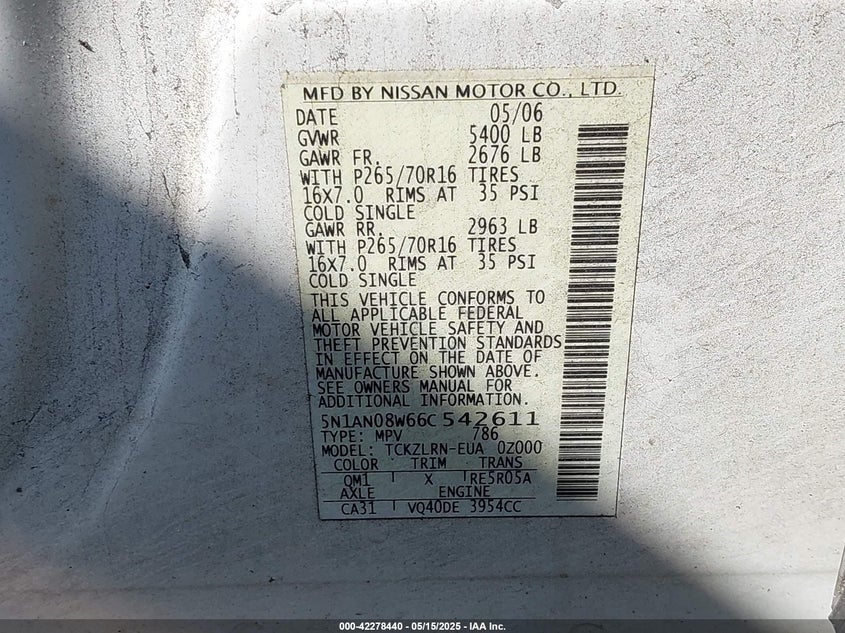 MFD BY NISSAN MOTOR CO., LTD.
DATE 05/06
GVWR 5400 LB
GAWR FR. 2676 LB
WITH P265/70R16 TIRES
16X7.0 RIMS AT 35 PSI
COLD SINGLE
GAWR RR. 2963 LB
WITH P265/70R16 TIRES
16X7.0 RIMS AT 35 PSI
COLD SINGLE
THIS VEHICLE CONFORMS TO
ALL APPLICABLE FEDERAL
MOTOR VEHICLE SAFETY AND
THEFT PREVENTION STANDARDS
IN EFFECT ON THE DATE OF
MANUFACTURE SHOWN ABOVE.
SEE OWNERS MANUAL FOR
ADDITIONAL INFORMATION.
5N1AN08W66C542611
TYPE: MPV 786
MODEL: TCKZLRN-EUA 0Z000
COLOR TRIM TRANS
QM1 X RE5R05A
AXLE ENGINE
CA31 VQ40DE 3954CC
000-42278440 - 05/15/2025 - IAA Inc.